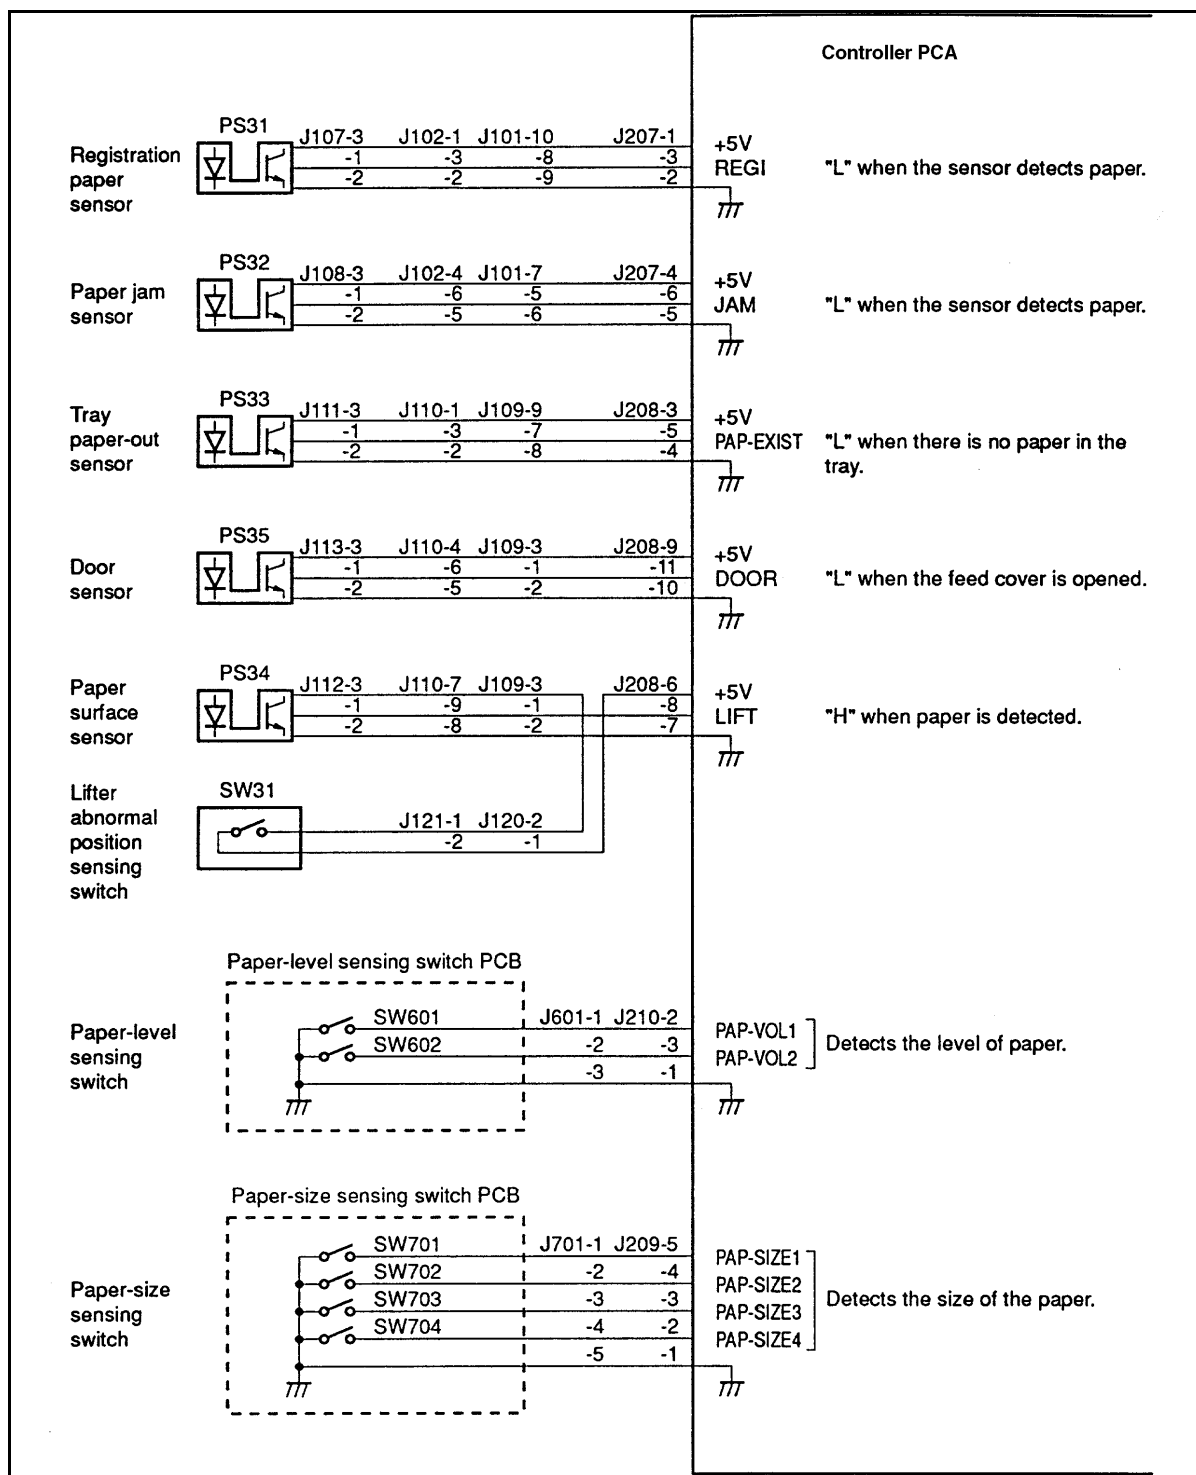 Controller PCA
PS31
Registration
paper
sensor
J107-3 J102-1 J101-10 J207-1
-1 -3 -8 -3
-2 -2 -9 -2
+5V
REGI
"L" when the sensor detects paper.
PS32
Paper jam
sensor
J108-3 J102-4 J101-7 J207-4
-1 -6 -5 -6
-2 -5 -6 -5
+5V
JAM
"L" when the sensor detects paper.
PS33
Tray
paper-out
sensor
J111-3 J110-1 J109-9 J208-3
-1 -3 -7 -5
-2 -2 -8 -4
+5V
PAP-EXIST
"L" when there is no paper in the
tray.
PS35
Door
sensor
J113-3 J110-4 J109-3 J208-9
-1 -6 -1 -11
-2 -5 -2 -10
+5V
DOOR
"L" when the feed cover is opened.
PS34
Paper
surface
sensor
J112-3 J110-7 J109-3 J208-6
-1 -9 -1 -8
-2 -8 -2 -7
+5V
LIFT
"H" when paper is detected.
Lifter
abnormal
position
sensing
switch
SW31
J121-1 J120-2
-2 -1
Paper-level sensing switch PCB
Paper-level
sensing
switch
SW601 J601-1 J210-2
SW602 -2 -3
-3 -1
PAP-VOL1
PAP-VOL2
Detects the level of paper.
Paper-size sensing switch PCB
Paper-size
sensing
switch
SW701 J701-1 J209-5
SW702 -2 -4
SW703 -3 -3
SW704 -4 -2
-5 -1
PAP-SIZE1
PAP-SIZE2
PAP-SIZE3
PAP-SIZE4
Detects the size of the paper.